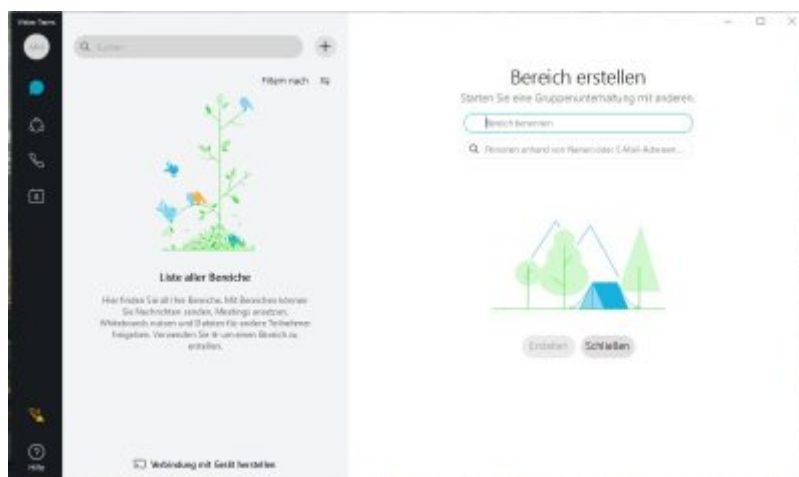 Webex Teams
Suchen
Filtern nach
Liste aller Bereiche
Hier finden Sie all Ihre Bereiche. Mit Bereichen können
Sie Nachrichten senden, Meetings ansetzen,
Whiteboards nutzen und Dateien für andere Teilnehmer
freigeben. Verwenden Sie + um einen Bereich zu
erstellen.
Verbindung mit Gerät herstellen
Hilfe
Bereich erstellen
Starten Sie eine Gruppenunterhaltung mit anderen.
Bereich benennen
Personen anhand von Namen oder E-Mail-Adressen...
Erstellen
Schließen